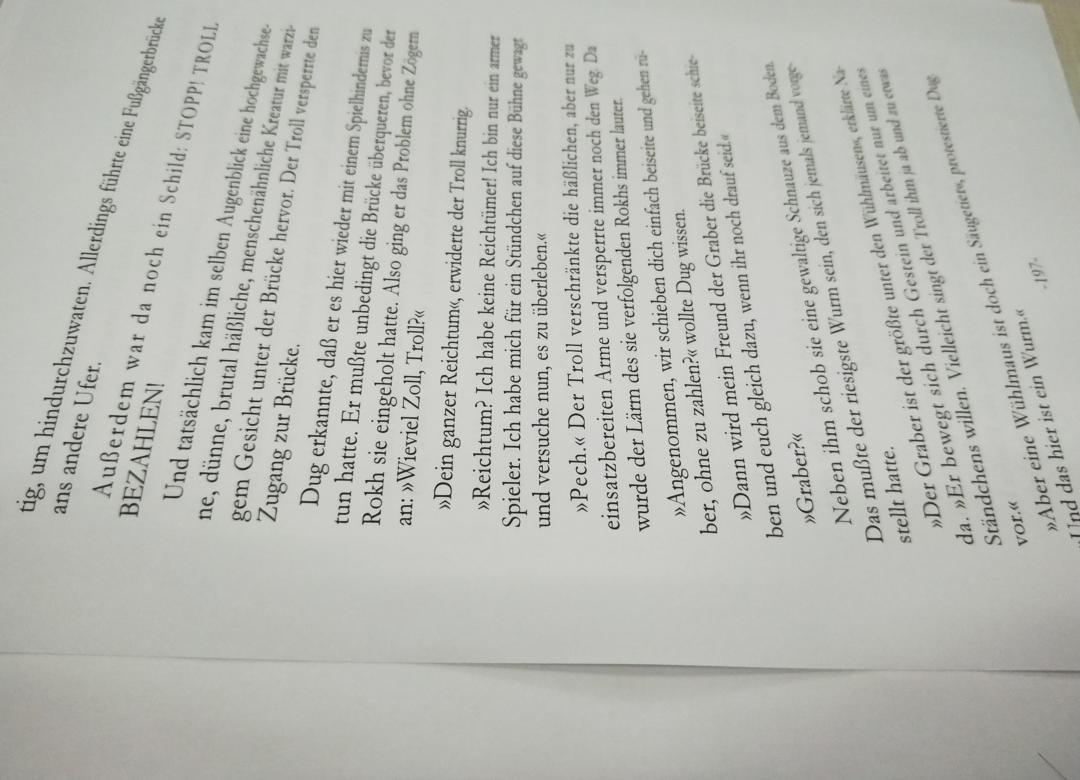 tig, um hindurchzuwaten. Allerdings führte eine Fußgängerbrücke
ans andere Ufer.
Außerdem war da noch ein Schild: STOPP! TROLL
BEZAHLEN!
Und tatsächlich kam im selben Augenblick eine hochgewachse-
ne, dünne, brutal häßliche, menschenähnliche Kreatur mit warzi-
gem Gesicht unter der Brücke hervor. Der Troll versperrte den
Zugang zur Brücke.
Dug erkannte, daß er es hier wieder mit einem Spielhindernis zu
tun hatte. Er mußte unbedingt die Brücke überqueren, bevor der
Rokh sie eingeholt hatte. Also ging er das Problem ohne Zögern
an: »Wieviel Zoll, Troll?«
»Dein ganzer Reichtum«, erwiderte der Troll knurrig.
»Reichtum? Ich habe keine Reichtümer! Ich bin nur ein armer
Spieler. Ich habe mich für ein Stündchen auf diese Bühne gewagt
und versuche nun, es zu überleben.«
»Pech.« Der Troll verschränkte die häßlichen, aber nur zu
einsatzbereiten Arme und versperrte immer noch den Weg. Da
wurde der Lärm des sie verfolgenden Rokhs immer lauter.
»Angenommen, wir schieben dich einfach beiseite und gehen rü-
ber, ohne zu zahlen?« wollte Dug wissen.
»Dann wird mein Freund der Graber die Brücke beiseite schie-
ben und euch gleich dazu, wenn ihr noch drauf seid.«
»Graber?«
Neben ihm schob sie eine gewaltige Schnauze aus dem Boden.
Das mußte der riesigste Wurm sein, den sich jemals jemand vorge-
stellt hatte.
»Der Graber ist der größte unter den Wühlmäusen«, erklärte Na-
da. »Er bewegt sich durch Gestein und arbeitet nur um eines
Ständchens willen. Vielleicht singt der Troll ihm ja ab und zu etwas
vor.«
»Aber eine Wühlmaus ist doch ein Säugetier«, protestierte Dug.
»Und das hier ist ein Wurm.«
-197-